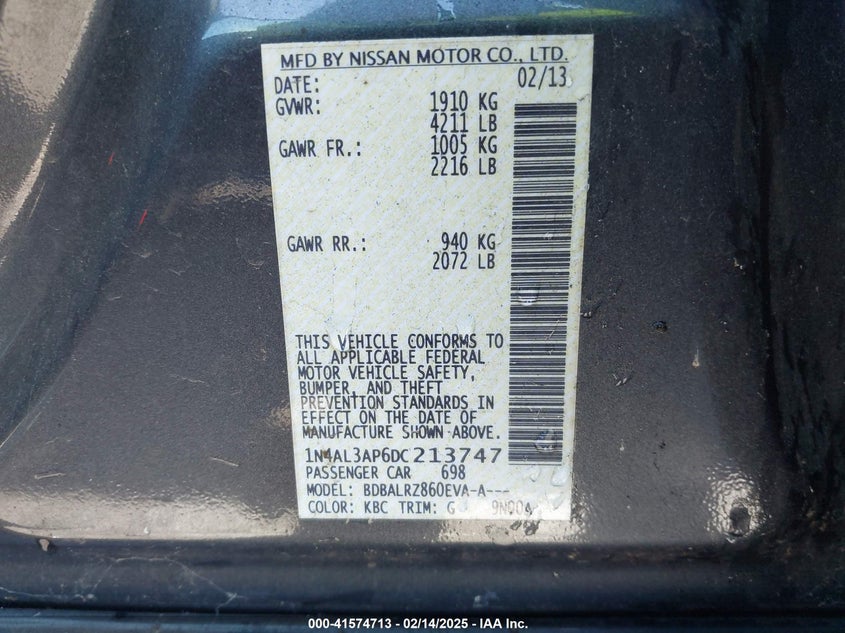 MFD BY NISSAN MOTOR CO., LTD.
DATE: 02/13
GVWR: 1910 KG
4211 LB
GAWR FR.: 1005 KG
2216 LB
GAWR RR.: 940 KG
2072 LB
THIS VEHICLE CONFORMS TO
ALL APPLICABLE FEDERAL
MOTOR VEHICLE SAFETY,
BUMPER, AND THEFT
PREVENTION STANDARDS IN
EFFECT ON THE DATE OF
MANUFACTURE SHOWN ABOVE.
1N4AL3AP6DC213747
PASSENGER CAR 698
MODEL: BDBALRZ860EVA-A---
COLOR: KBC TRIM: G
000-41574713 - 02/14/2025 - IAA Inc.